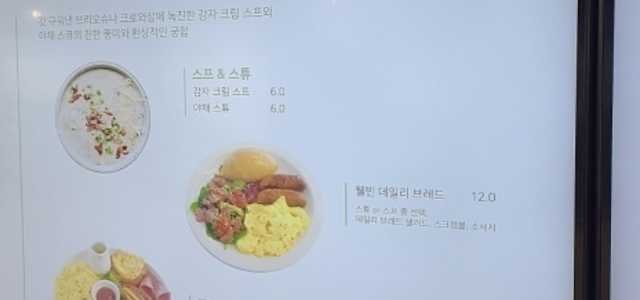 갓 구워낸 브리오슈나 크로와상에 녹진한 감자 크림 스프와
야채 스튜의 진한 풍미와 환상적인 궁합
스프 & 스튜
감자 크림 스프 6.0
야채 스튜 6.0
웰빈 데일리 브레드 12.0
스튜 or 스프 중 선택,
데일리 브레드, 샐러드, 스크램블, 소세지